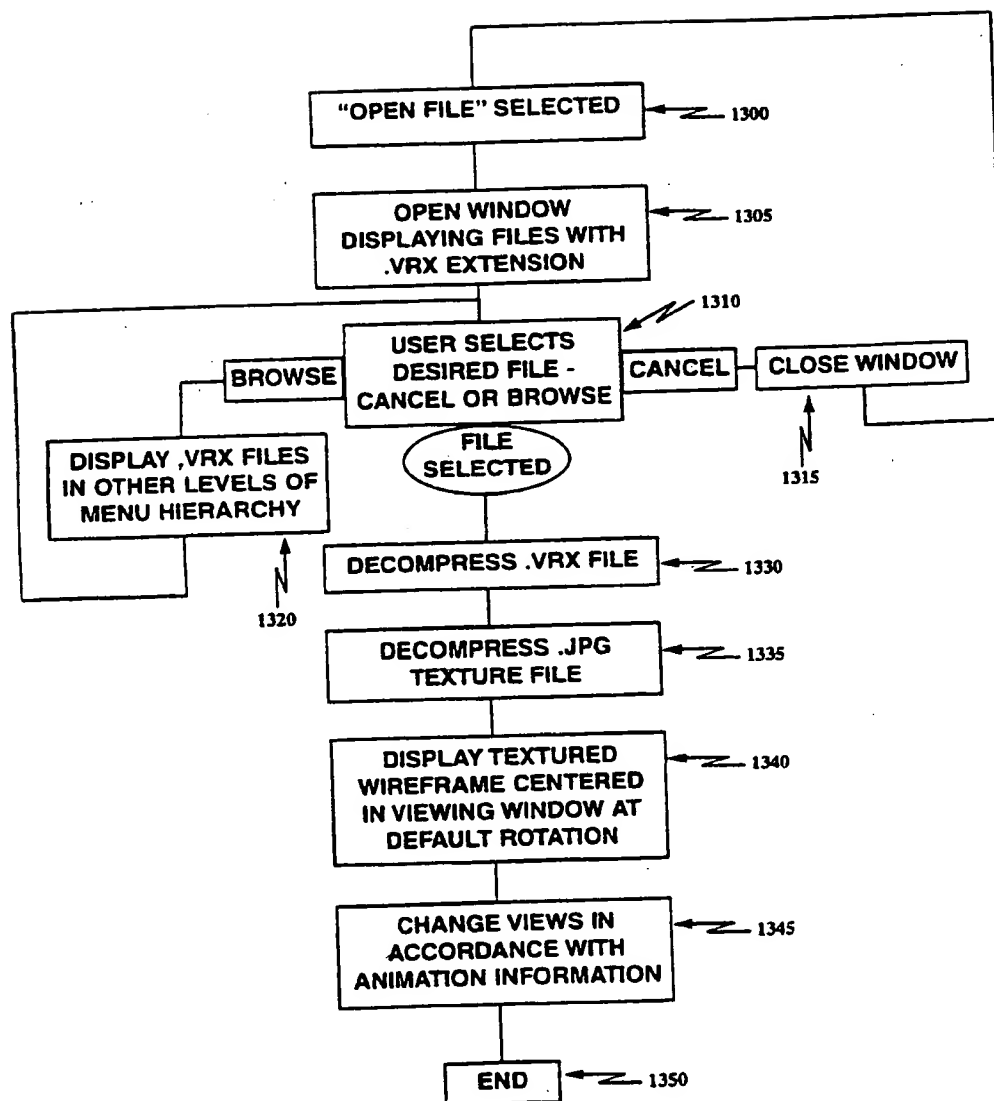 "OPEN FILE" SELECTED
1300
OPEN WINDOW
DISPLAYING FILES WITH
.VRX EXTENSION
1305
1310
USER SELECTS
DESIRED FILE -
CANCEL OR BROWSE
BROWSE
CANCEL
CLOSE WINDOW
1315
FILE
SELECTED
DISPLAY ,VRX FILES
IN OTHER LEVELS OF
MENU HIERARCHY
1320
DECOMPRESS .VRX FILE
1330
DECOMPRESS .JPG
TEXTURE FILE
1335
DISPLAY TEXTURED
WIREFRAME CENTERED
IN VIEWING WINDOW AT
DEFAULT ROTATION
1340
CHANGE VIEWS IN
ACCORDANCE WITH
ANIMATION INFORMATION
1345
END
1350